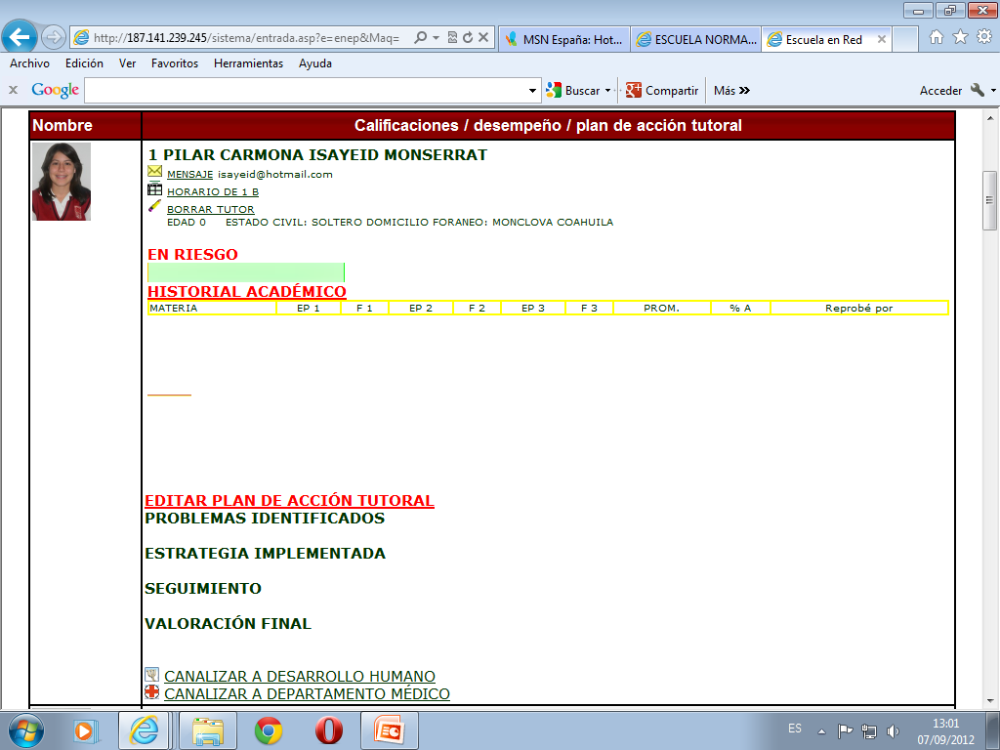 http://187.141.239.245/sistema/entrada.asp?e=enep&Maq=
MSN España: Hot...
ESCUELA NORMA...
Escuela en Red
Archivo Edición Ver Favoritos Herramientas Ayuda
Google Buscar Compartir Más Acceder
Nombre Calificaciones / desempeño / plan de acción tutoral
1 PILAR CARMONA ISAYEID MONSERRAT
MENSAJE isayeid@hotmail.com
HORARIO DE 1 B
BORRAR TUTOR
EDAD 0 ESTADO CIVIL: SOLTERO DOMICILIO FORANEO: MONCLOVA COAHUILA
EN RIESGO
HISTORIAL ACADÉMICO
MATERIA EP 1 F 1 EP 2 F 2 EP 3 F 3 PROM. % A Reprobé por
EDITAR PLAN DE ACCIÓN TUTORAL
PROBLEMAS IDENTIFICADOS
ESTRATEGIA IMPLEMENTADA
SEGUIMIENTO
VALORACIÓN FINAL
CANALIZAR A DESARROLLO HUMANO
CANALIZAR A DEPARTAMENTO MÉDICO
ES 13:01
07/09/2012